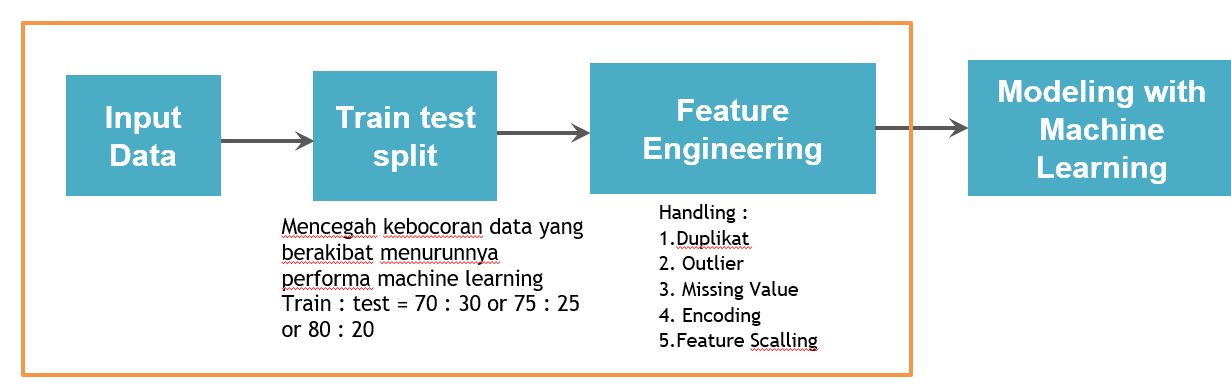 Input
Data
Train test
split
Mencegah kebocoran data yang
berakibat menurunnya
performa machine learning
Train : test = 70 : 30 or 75 : 25
or 80 : 20
Feature
Engineering
Handling :
1.Duplikat
2. Outlier
3. Missing Value
4. Encoding
5.Feature Scalling
Modeling with
Machine
Learning